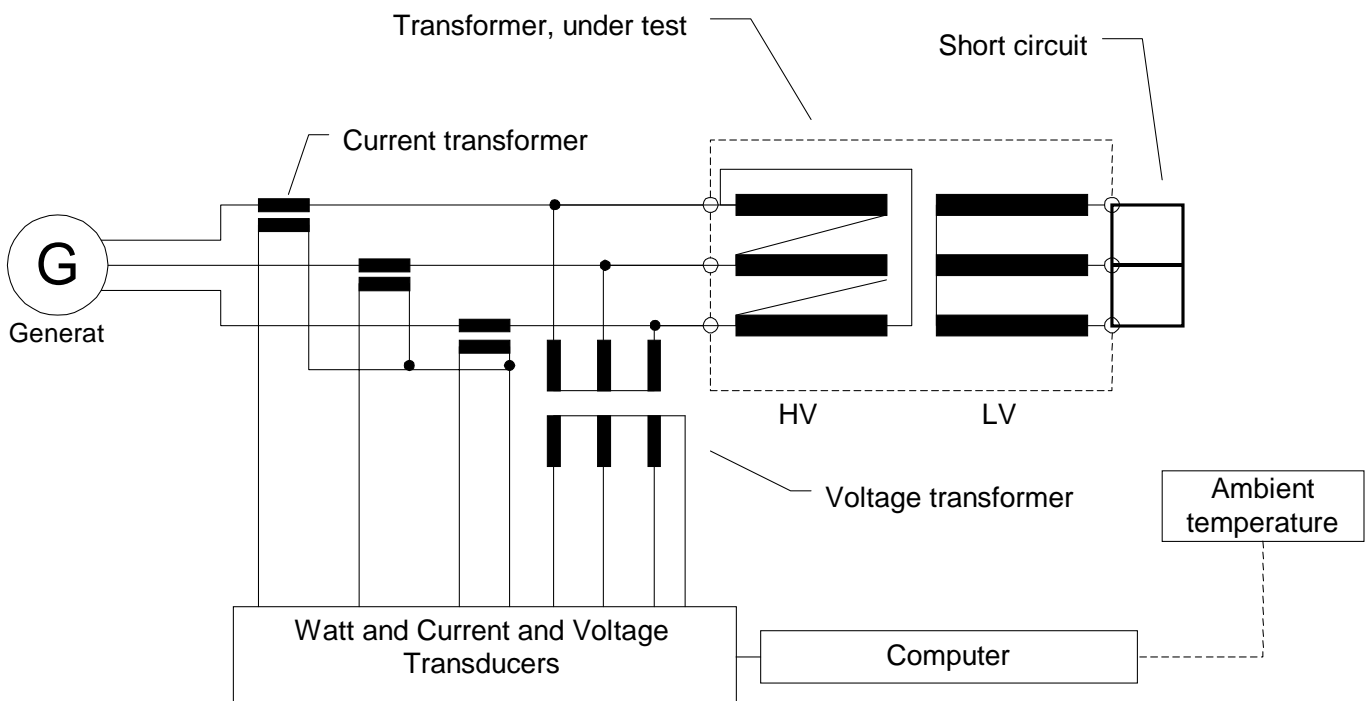 Transformer, under test
Short circuit
Current transformer
G
Generat
HV
LV
Voltage transformer
Ambient
temperature
Watt and Current and Voltage
Transducers
Computer